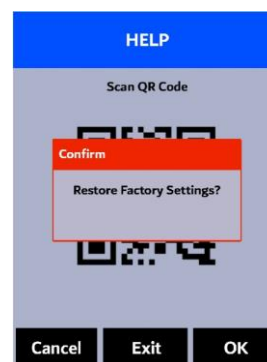 HELP
Scan QR Code
Confirm
Restore Factory Settings?
Cancel Exit OK